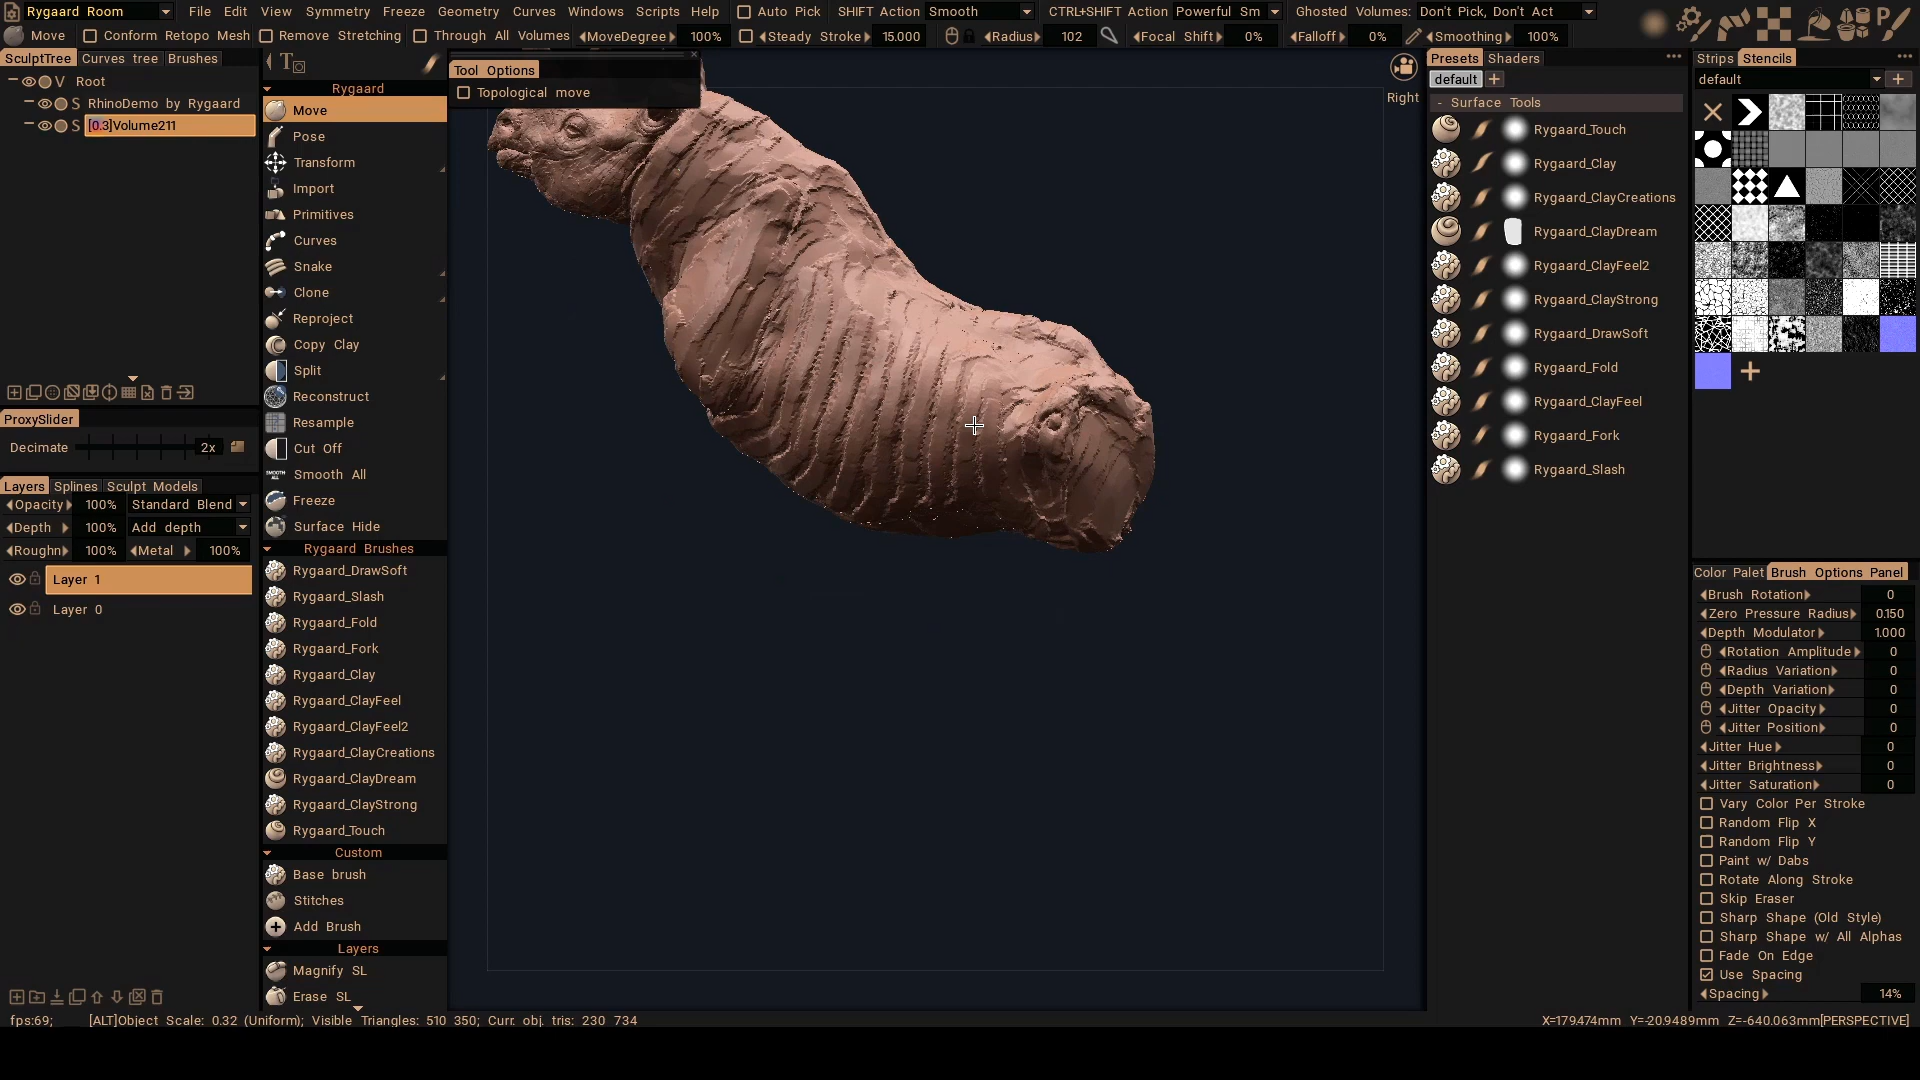 Rygaard Room File Edit View Symmetry Freeze Geometry Curves Windows Scripts Help Auto Pick SHIFT Action Smooth CTRL+SHIFT Action Powerful Sm Ghosted Volumes: Don't Pick, Don't Act
Move Conform Retopo Mesh Remove Stretching Through All Volumes MoveDegree 100% Steady Stroke 15.000 Radius 102 Focal Shift 0% Falloff 0% Smoothing 100%
SculptTree Curves tree Brushes
V Root
S RhinoDemo by Rygaard
S [0.3]Volume211
ProxySlider
Decimate 2x
Layers Splines Sculpt Models
Opacity 100% Standard Blend
Depth 100% Add depth
Roughn 100% Metal 100%
Layer 1
Layer 0
Rygaard
Move
Pose
Transform
Import
Primitives
Curves
Snake
Clone
Reproject
Copy Clay
Split
Reconstruct
Resample
Cut Off
Smooth All
Freeze
Surface Hide
Rygaard Brushes
Rygaard_DrawSoft
Rygaard_Slash
Rygaard_Fold
Rygaard_Fork
Rygaard_Clay
Rygaard_ClayFeel
Rygaard_ClayFeel2
Rygaard_ClayCreations
Rygaard_ClayDream
Rygaard_ClayStrong
Rygaard_Touch
Custom
Base brush
Stitches
Add Brush
Layers
Magnify SL
Erase SL
Tool Options
Topological move
Right
Presets Shaders
default
- Surface Tools
Rygaard_Touch
Rygaard_Clay
Rygaard_ClayCreations
Rygaard_ClayDream
Rygaard_ClayFeel2
Rygaard_ClayStrong
Rygaard_DrawSoft
Rygaard_Fold
Rygaard_ClayFeel
Rygaard_Fork
Rygaard_Slash
Strips Stencils
default
Color Palet Brush Options Panel
Brush Rotation 0
Zero Pressure Radius 0.150
Depth Modulator 1.000
Rotation Amplitude 0
Radius Variation 0
Depth Variation 0
Jitter Opacity 0
Jitter Position 0
Jitter Hue 0
Jitter Brightness 0
Jitter Saturation 0
Vary Color Per Stroke
Random Flip X
Random Flip Y
Paint w/ Dabs
Rotate Along Stroke
Skip Eraser
Sharp Shape (Old Style)
Sharp Shape w/ All Alphas
Fade On Edge
Use Spacing
Spacing 14%
fps:69; [ALT]Object Scale: 0.32 (Uniform); Visible Triangles: 510 350; Curr. obj. tris: 230 734 X=179.474mm Y=-20.9489mm Z=-640.063mm[PERSPECTIVE]